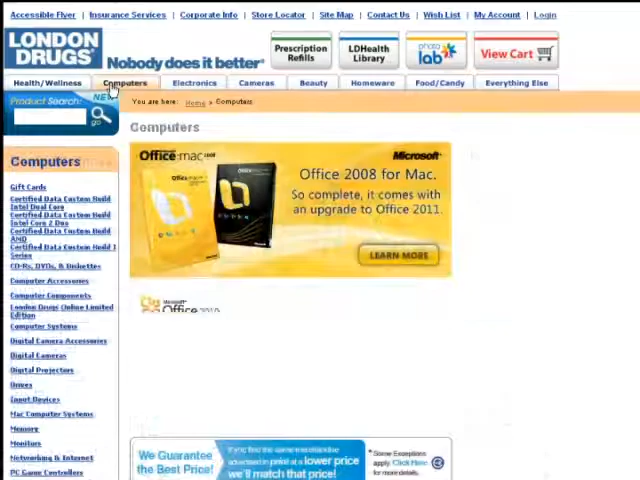 Accessible Flyer | Insurance Services | Corporate Info | Store Locator | Site Map | Contact Us | Wish List | My Account | Login
LONDON DRUGS
Nobody does it better®
Prescription Refills
LDHealth Library
photo lab
View Cart
Health/Wellness
Computers
Electronics
Cameras
Beauty
Homeware
Food/Candy
Everything Else
Product Search:
NEW
go
You are here: Home > Computers
Computers
Computers
Gift Cards
Certified Data Custom Build
Intel Dual Core
Certified Data Custom Build
Intel Core 2 Duo
Certified Data Custom Build
AMD
Certified Data Custom Build I
Series
CD-Rs, DVDs, & Diskettes
Computer Accessories
Computer Components
London Drugs Online Limited
Edition
Computer Systems
Digital Camera Accessories
Digital Cameras
Digital Projectors
Drives
Input Devices
Mac Computer Systems
Memory
Monitors
Networking & Internet
PC Game Controllers
Office:mac 2008
Microsoft®
Office 2008 for Mac.
So complete, it comes with
an upgrade to Office 2011.
LEARN MORE
Microsoft®
Office 2010
We Guarantee
the Best Price!
If you find the same merchandise
advertised in print at a lower price
we'll match that price!
* Some Exceptions
apply. Click Here
for more details.